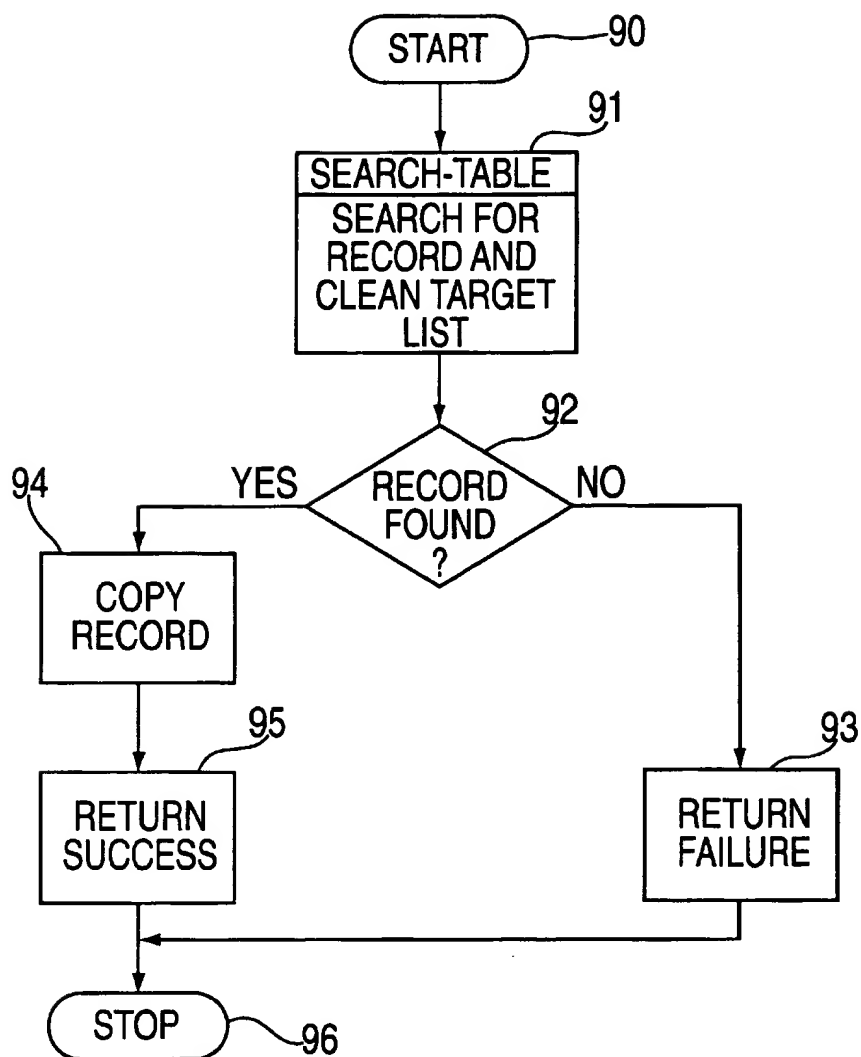 START
90
91
SEARCH-TABLE
SEARCH FOR
RECORD AND
CLEAN TARGET
LIST
92
YES
RECORD
FOUND
?
NO
94
COPY
RECORD
95
RETURN
SUCCESS
93
RETURN
FAILURE
STOP
96